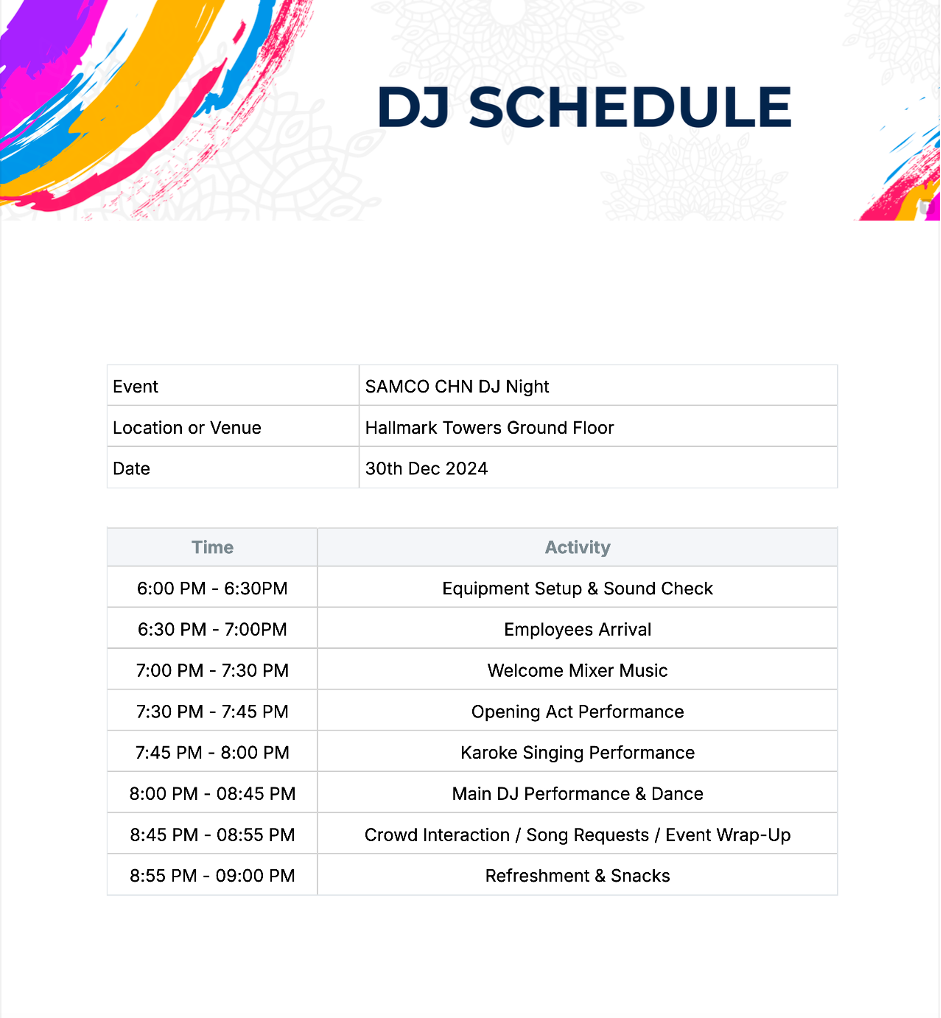 DJ SCHEDULE
Event SAMCO CHN DJ Night
Location or Venue Hallmark Towers Ground Floor
Date 30th Dec 2024
Time Activity
6:00 PM - 6:30PM Equipment Setup & Sound Check
6:30 PM - 7:00PM Employees Arrival
7:00 PM - 7:30 PM Welcome Mixer Music
7:30 PM - 7:45 PM Opening Act Performance
7:45 PM - 8:00 PM Karoke Singing Performance
8:00 PM - 08:45 PM Main DJ Performance & Dance
8:45 PM - 08:55 PM Crowd Interaction / Song Requests / Event Wrap-Up
8:55 PM - 09:00 PM Refreshment & Snacks